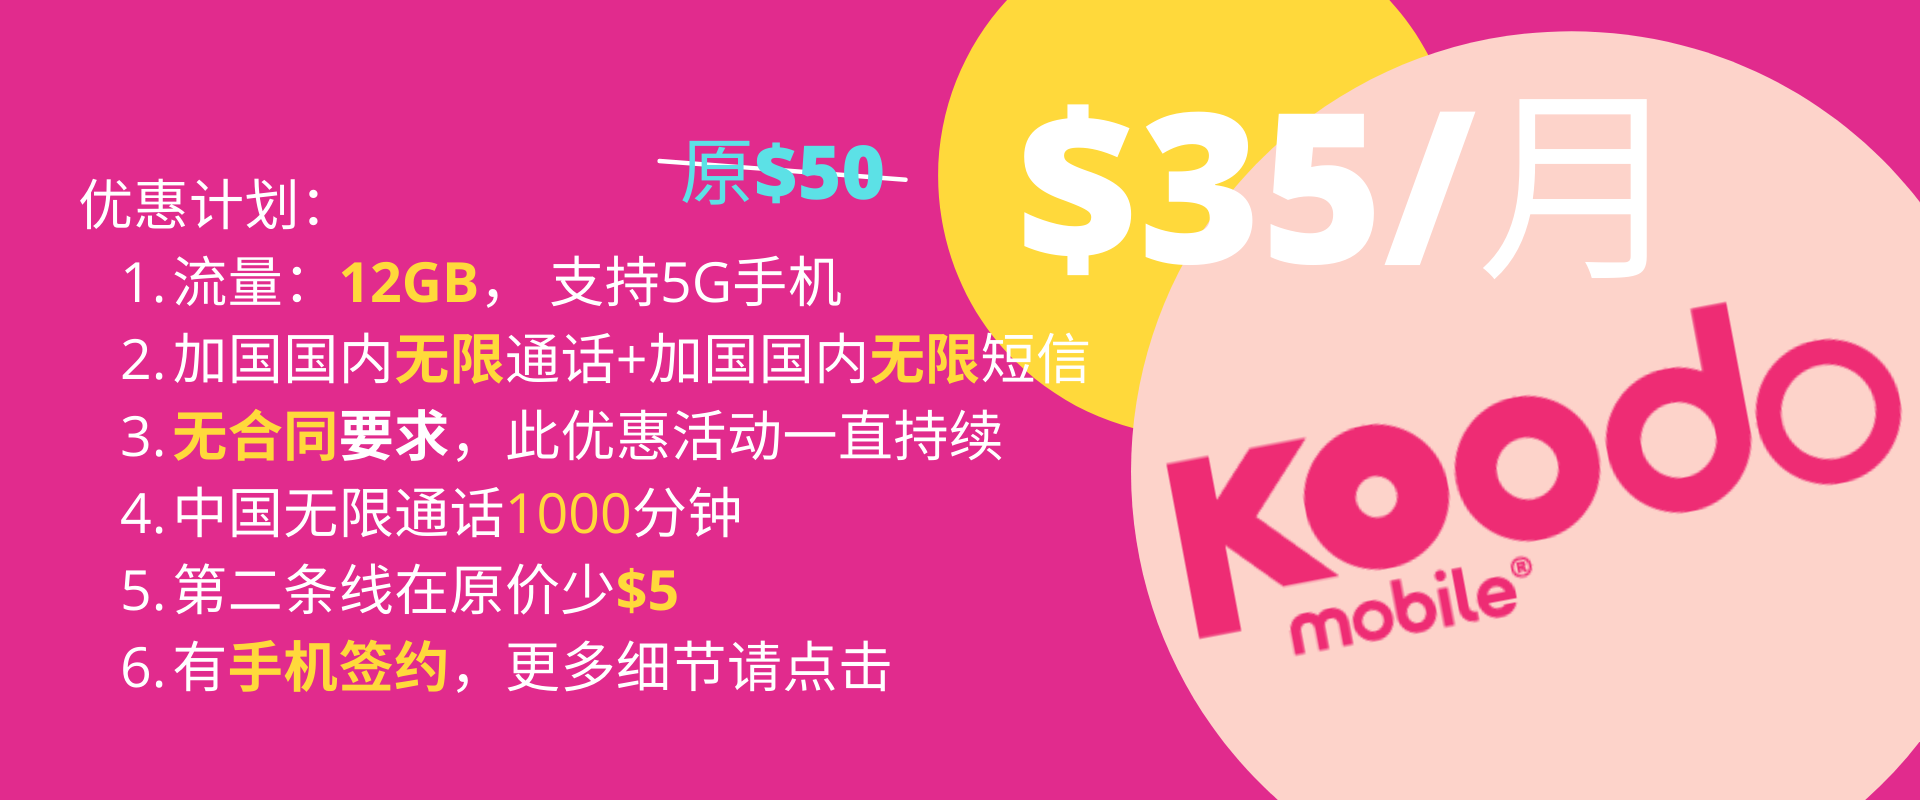 原$50
$35/月
优惠计划：
1. 流量：12GB， 支持5G手机
2. 加国国内无限通话+加国国内无限短信
3. 无合同要求，此优惠活动一直持续
4. 中国无限通话1000分钟
5. 第二条线在原价少$5
6. 有手机签约，更多细节请点击
koodo
mobile®